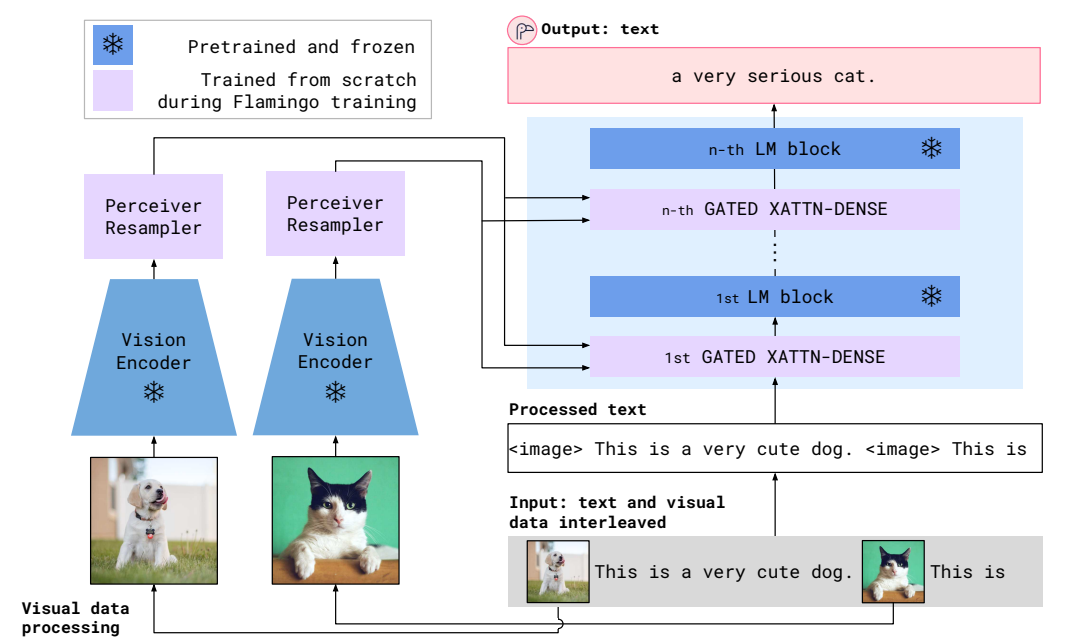 Pretrained and frozen
Trained from scratch
during Flamingo training
Output: text
a very serious cat.
n-th LM block
n-th GATED XATTN-DENSE
1st LM block
1st GATED XATTN-DENSE
Perceiver
Resampler
Perceiver
Resampler
Vision
Encoder
Vision
Encoder
Processed text
<image> This is a very cute dog. <image> This is
Input: text and visual
data interleaved
This is a very cute dog.
This is
Visual data
processing